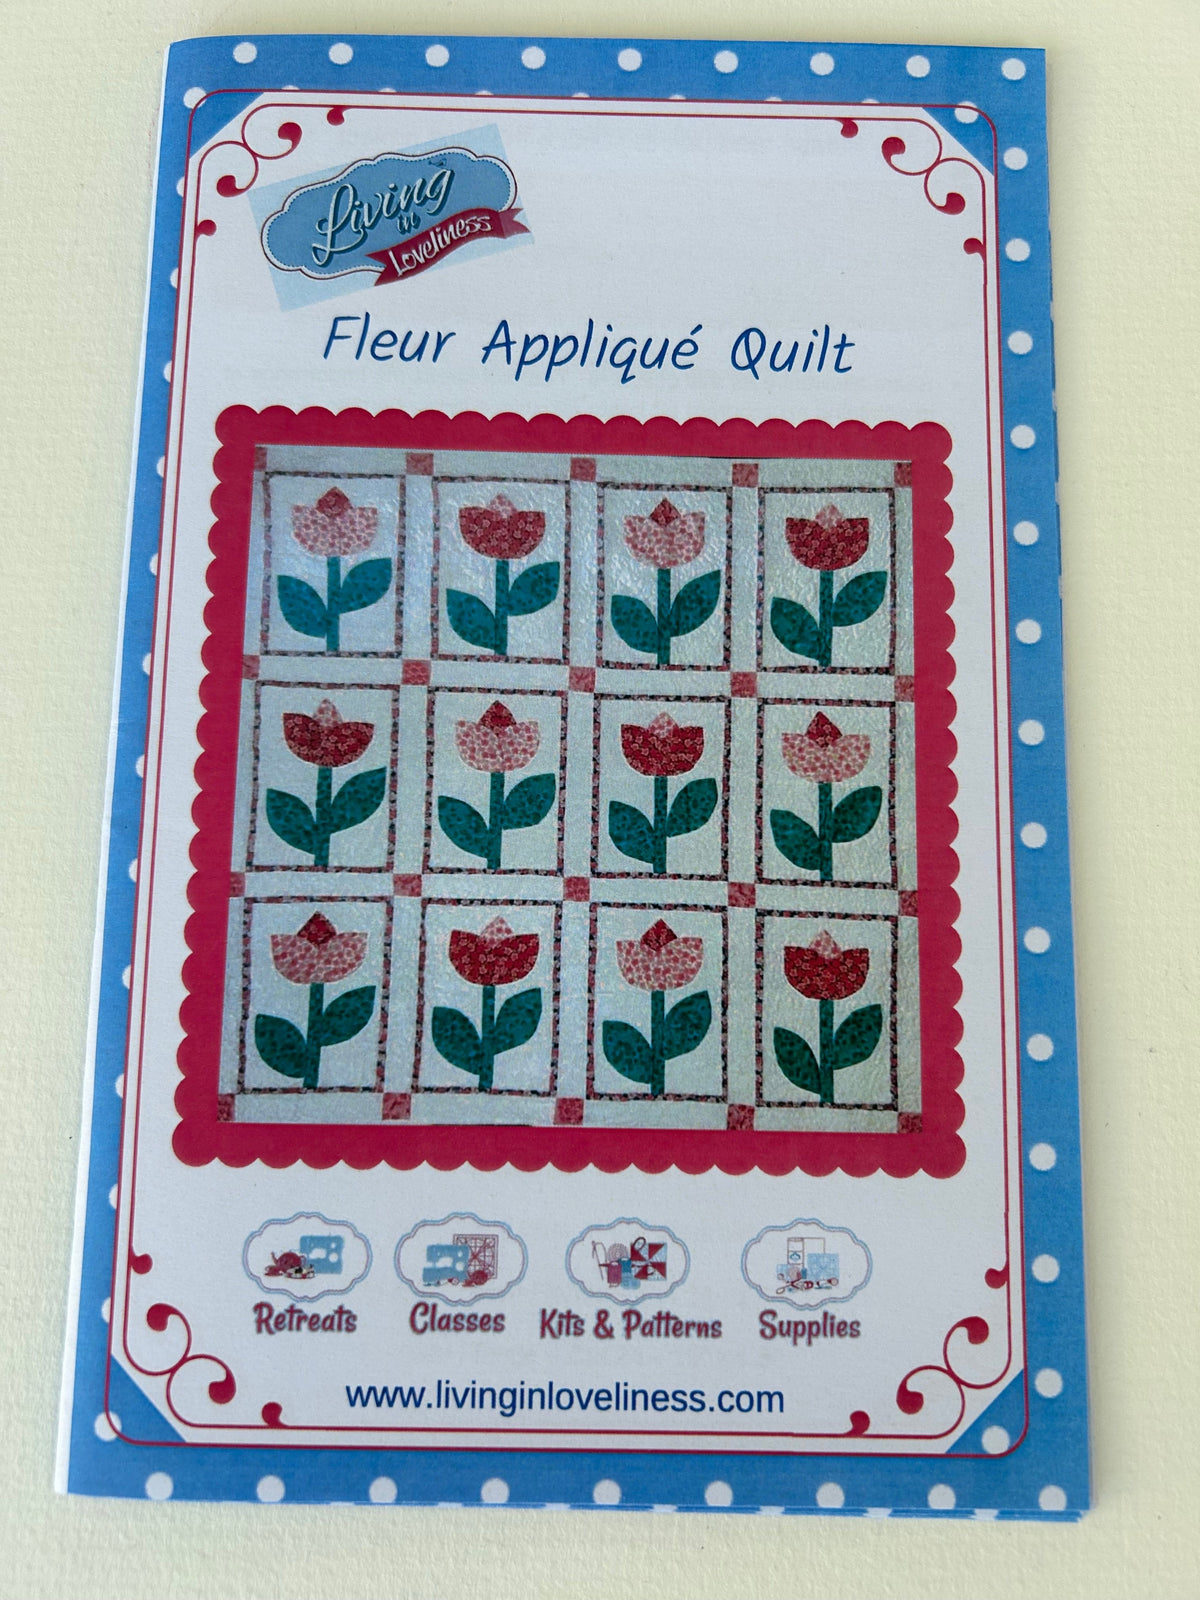 Living
in
Loveliness
Fleur Appliqué Quilt
Retreats
Classes
Kits & Patterns
Supplies
www.livinginloveliness.com